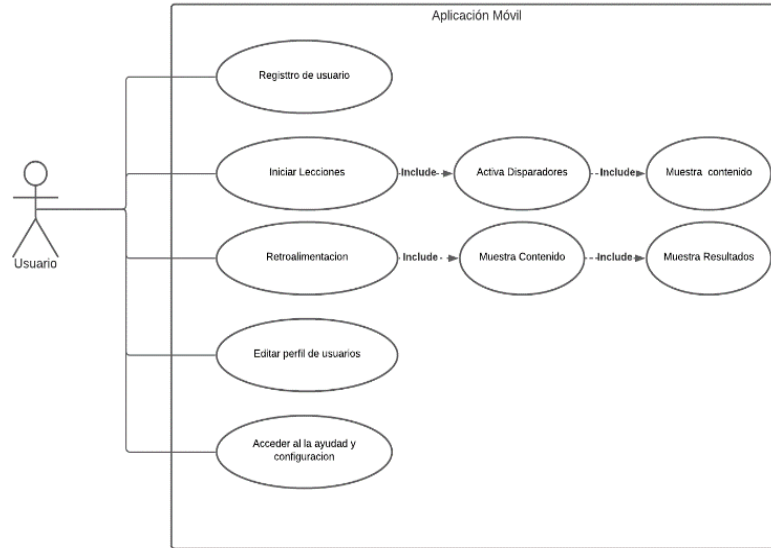 Aplicación Móvil
Registtro de usuario
Iniciar Lecciones
Include
Activa Disparadores
Include
Muestra contenido
Usuario
Retroalimentacion
Include
Muestra Contenido
Include
Muestra Resultados
Editar perfil de usuarios
Acceder al la ayudad y
configuracion